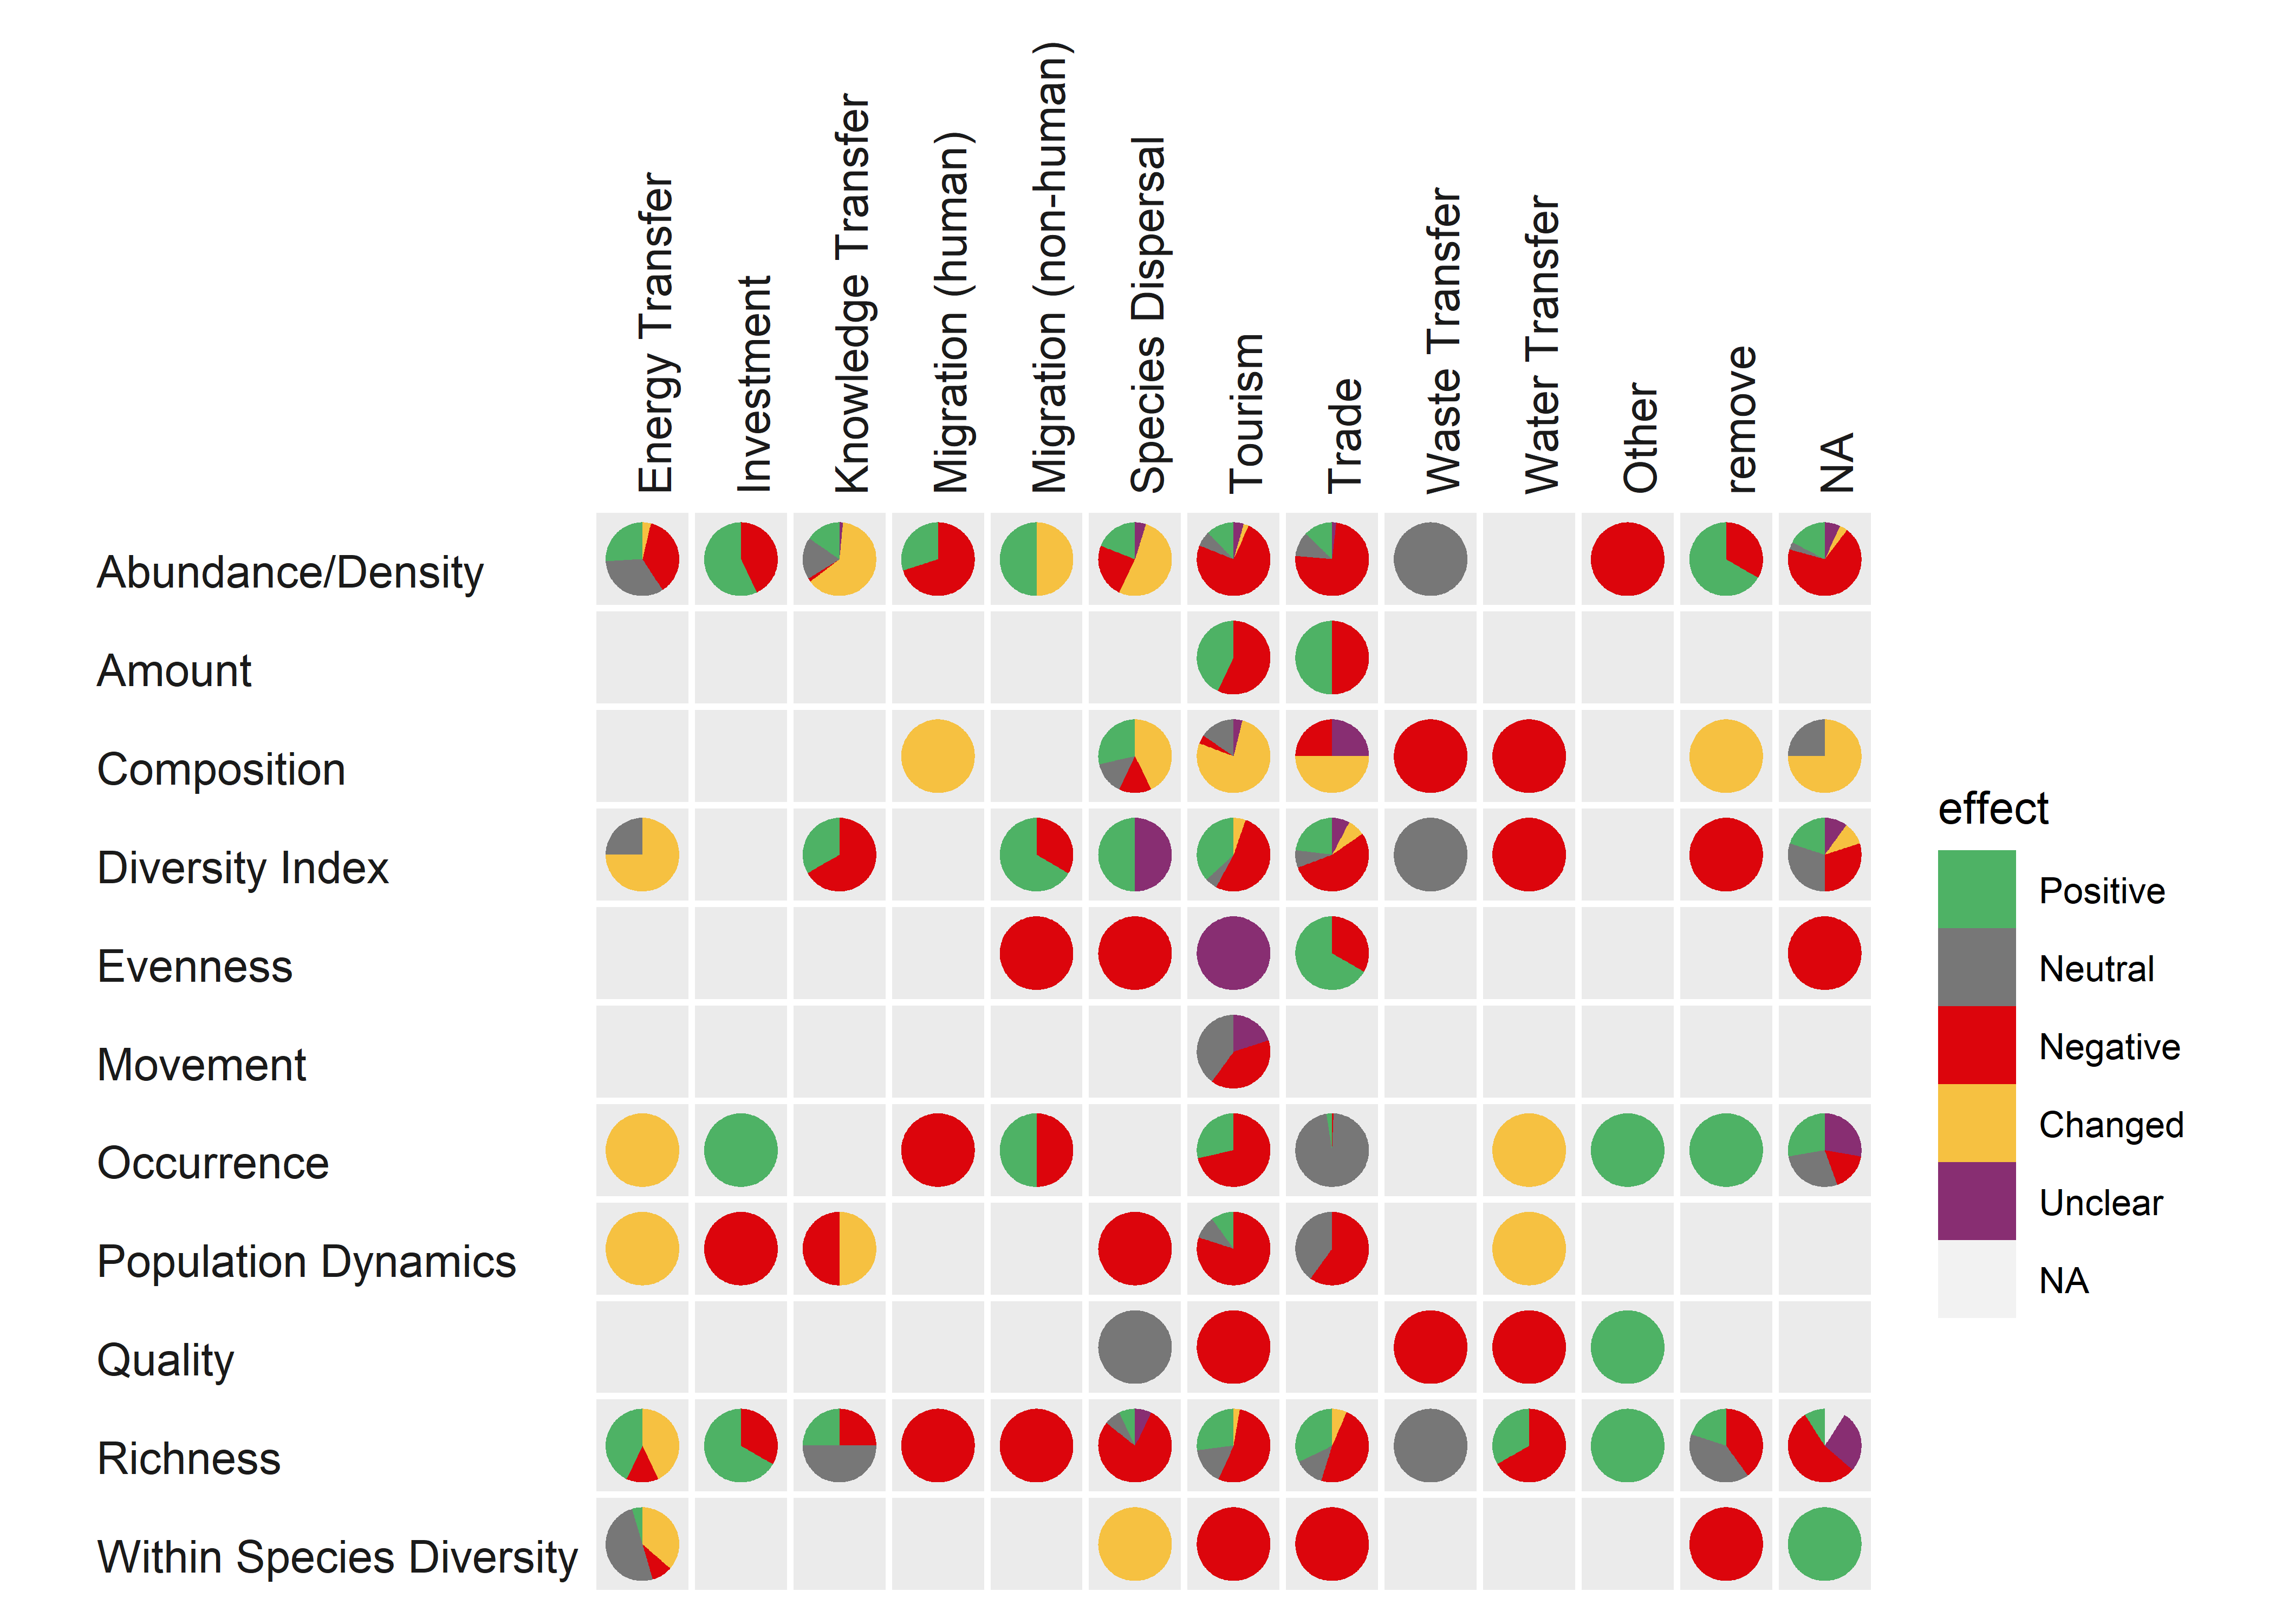 Energy Transfer
Investment
Knowledge Transfer
Migration (human)
Migration (non-human)
Species Dispersal
Tourism
Trade
Waste Transfer
Water Transfer
Other
remove
NA
Abundance/Density
Amount
Composition
Diversity Index
Evenness
Movement
Occurrence
Population Dynamics
Quality
Richness
Within Species Diversity
effect
Positive
Neutral
Negative
Changed
Unclear
NA